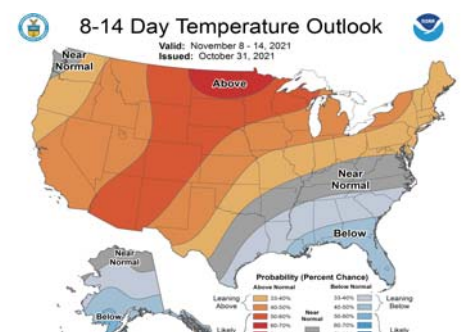 8-14 Day Temperature Outlook
Valid: November 8 - 14, 2021
Issued: October 31, 2021
NOAA
Near
Normal
Above
Near
Normal
Below
Near
Normal
Below
Probability (Percent Chance)
Above Normal
Below Normal
Leaning
Above
33-40%
40-50%
50-60%
60-70%
Near
Normal
33-40%
40-50%
50-60%
60-70%
Leaning
Below
Likely
Likely